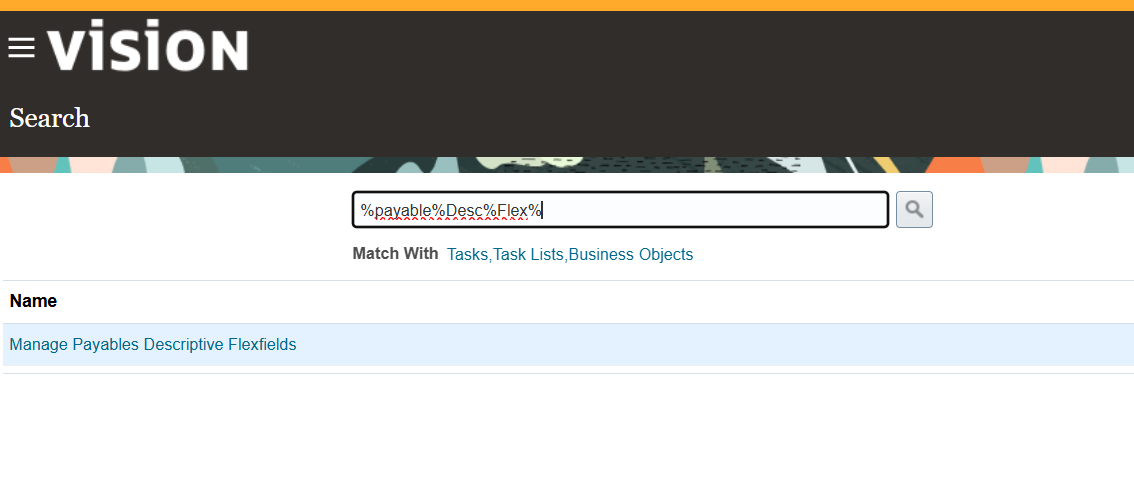 vision
Search
%payable%Desc%Flex%
Match With Tasks,Task Lists,Business Objects
Name
Manage Payables Descriptive Flexfields